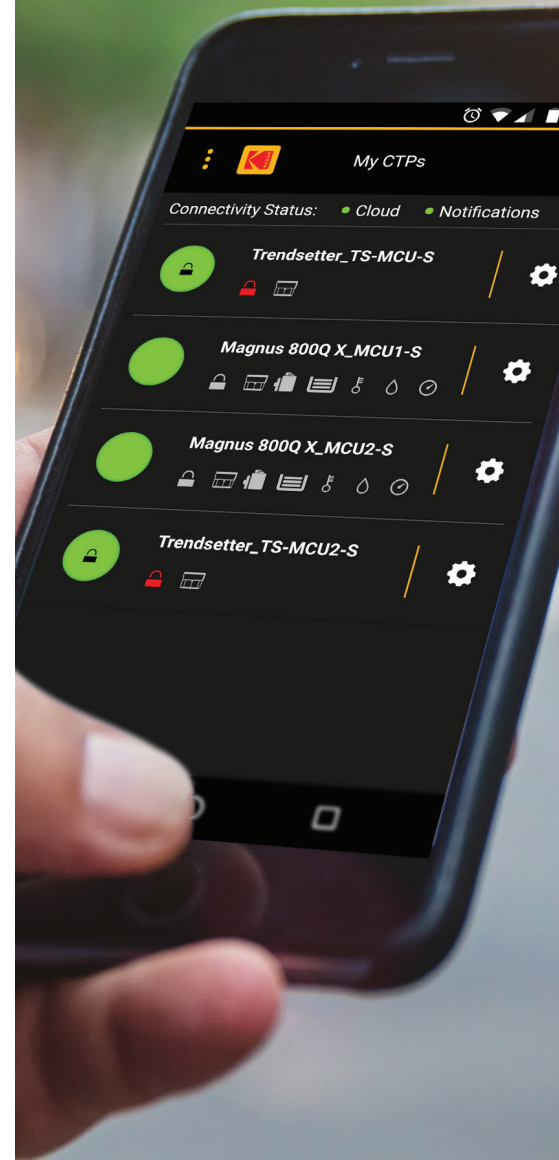 My CTPs
Connectivity Status: Cloud Notifications
Trendsetter_TS-MCU-S
Magnus 800Q X_MCU1-S
Magnus 800Q X_MCU2-S
Trendsetter_TS-MCU2-S